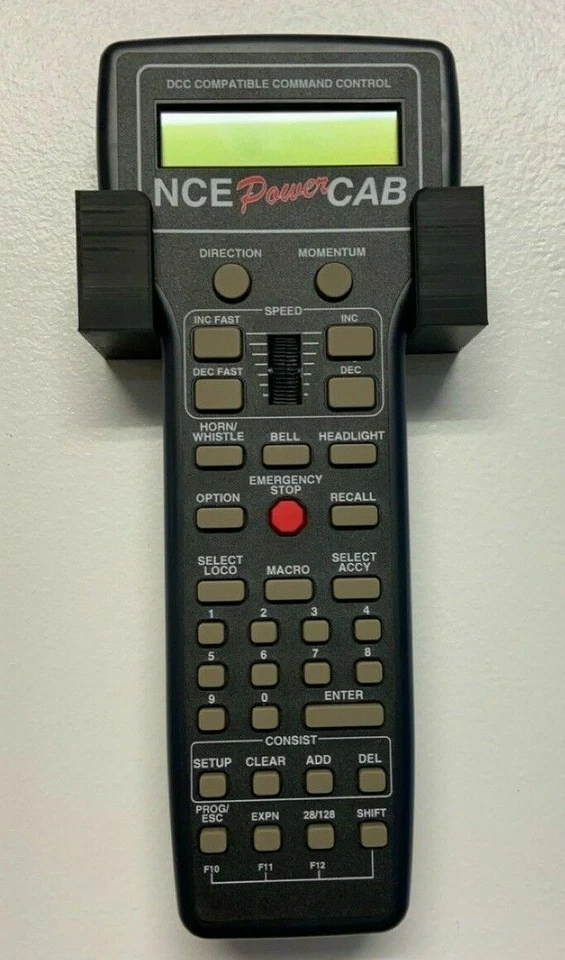 DCC COMPATIBLE COMMAND CONTROL
NCE Power CAB
DIRECTION MOMENTUM
SPEED
INC FAST INC
DEC FAST DEC
HORN/
WHISTLE BELL HEADLIGHT
EMERGENCY
STOP
OPTION RECALL
SELECT
LOCO MACRO SELECT
ACCY
1 2 3 4
5 6 7 8
9 0 ENTER
CONSIST
SETUP CLEAR ADD DEL
PROG/
ESC EXPN 28/128 SHIFT
F10 F11 F12